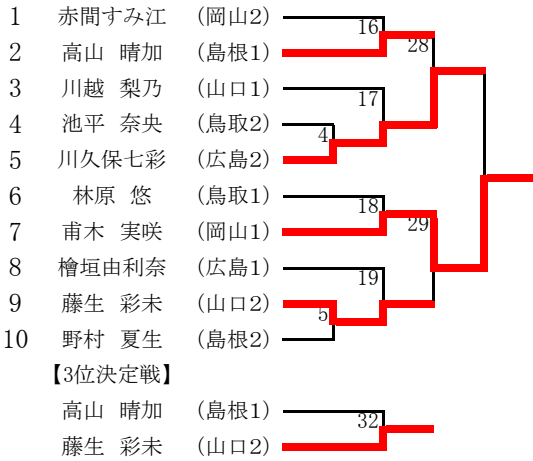 1 赤間すみ江 (岡山2)
16
2 高山 晴加 (島根1)
28
3 川越 梨乃 (山口1)
17
4 池平 奈央 (鳥取2)
4
5 川久保七彩 (広島2)
6 林原 悠 (鳥取1)
18
7 甫木 実咲 (岡山1)
29
8 檜垣由利奈 (広島1)
19
9 藤生 彩未 (山口2)
5
10 野村 夏生 (島根2)
【3位決定戦】
高山 晴加 (島根1)
32
藤生 彩未 (山口2)